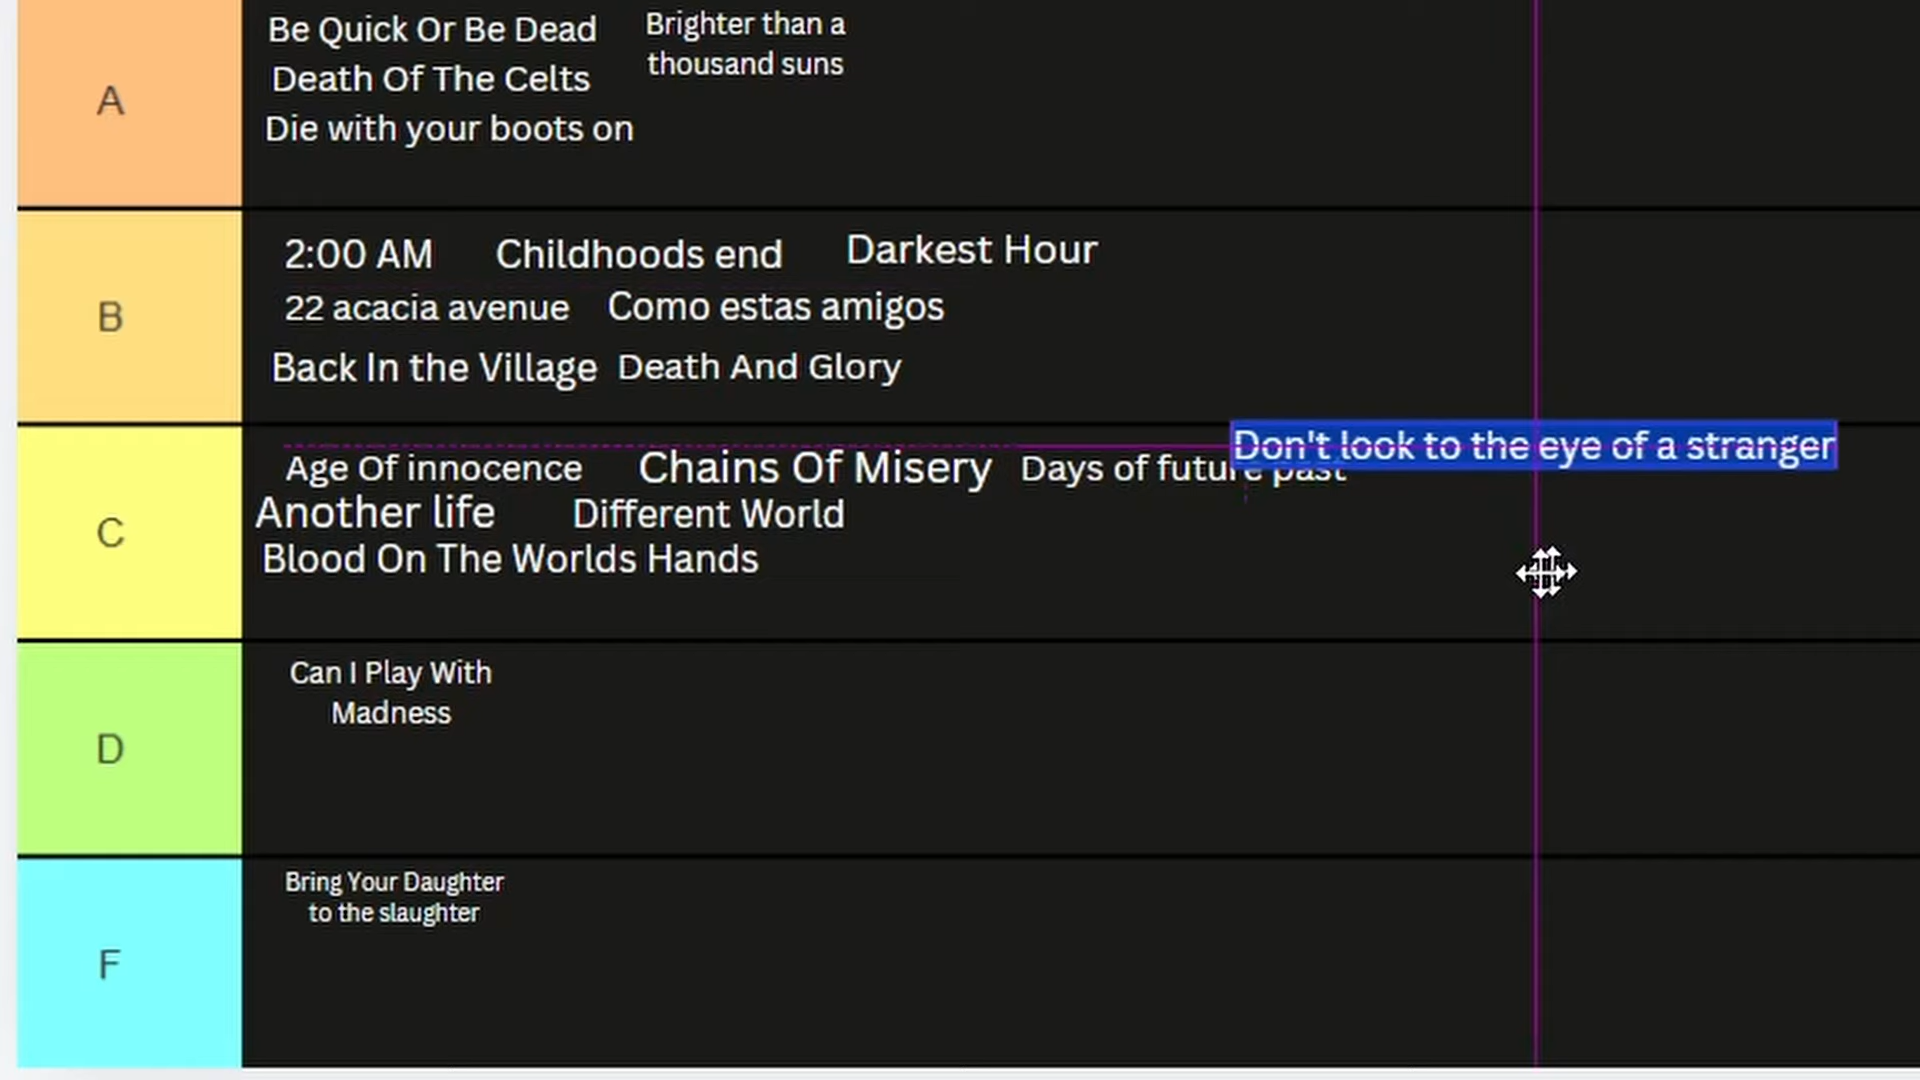 A
Be Quick Or Be Dead
Death Of The Celts
Die with your boots on
Brighter than a
thousand suns
B
2:00 AM Childhoods end Darkest Hour
22 acacia avenue Como estas amigos
Back In the Village Death And Glory
C
Don't look to the eye of a stranger
Age Of innocence Chains Of Misery Days of future past
Another life Different World
Blood On The Worlds Hands
D
Can I Play With
Madness
F
Bring Your Daughter
to the slaughter